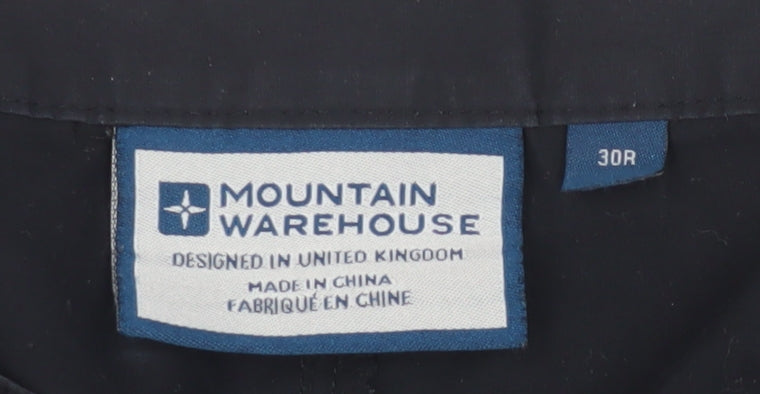 MOUNTAIN
WAREHOUSE
DESIGNED IN UNITED KINGDOM
MADE IN CHINA
FABRIQUÉ EN CHINE
30R